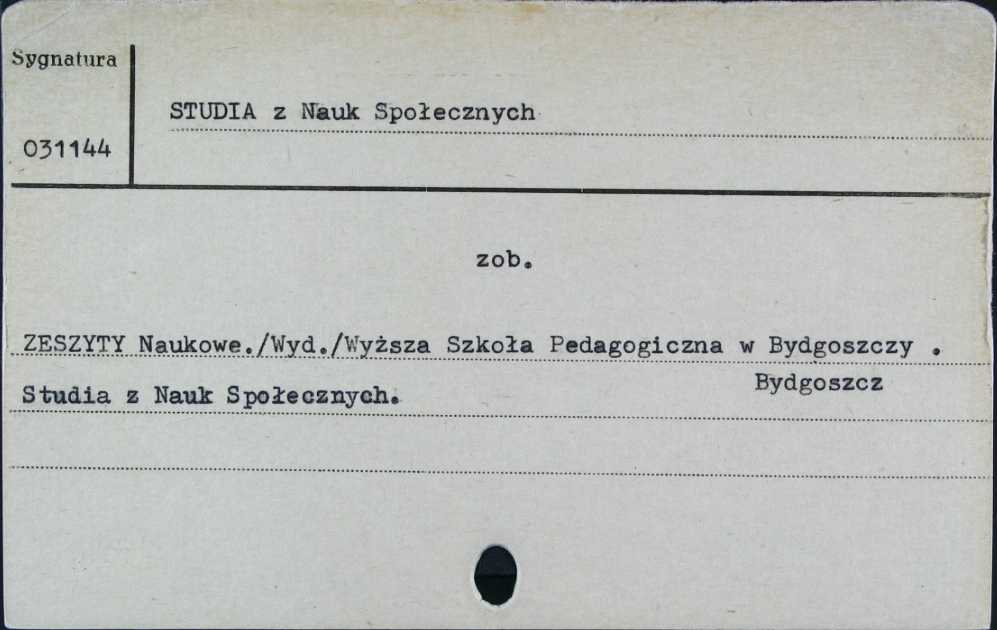 Sygnatura
STUDIA z Nauk Społecznych
031144
zob.
ZESZYTY Naukowe./Wyd./Wyższa Szkoła Pedagogiczna w Bydgoszczy .
Bydgoszcz
Studia z Nauk Społecznych.